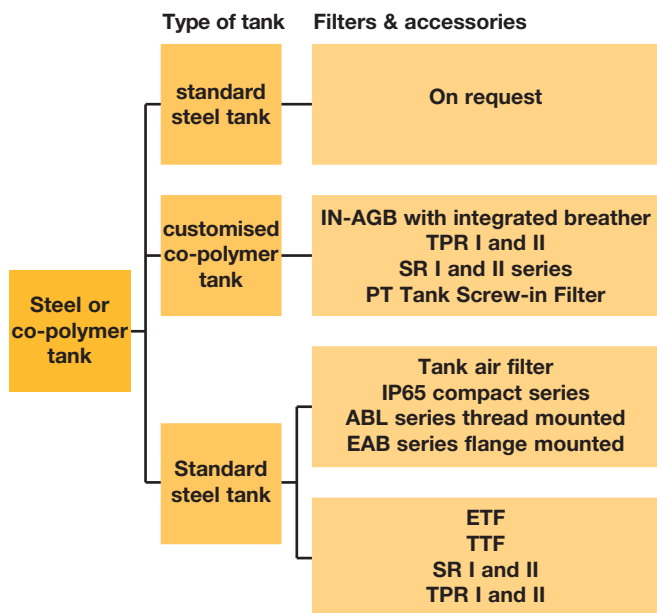 Type of tank
Filters & accessories
standard
steel tank
On request
customised
co-polymer
tank
IN-AGB with integrated breather
TPR I and II
SR I and II series
PT Tank Screw-in Filter
Steel or
co-polymer
tank
Tank air filter
IP65 compact series
ABL series thread mounted
EAB series flange mounted
Standard
steel tank
ETF
TTF
SR I and II
TPR I and II